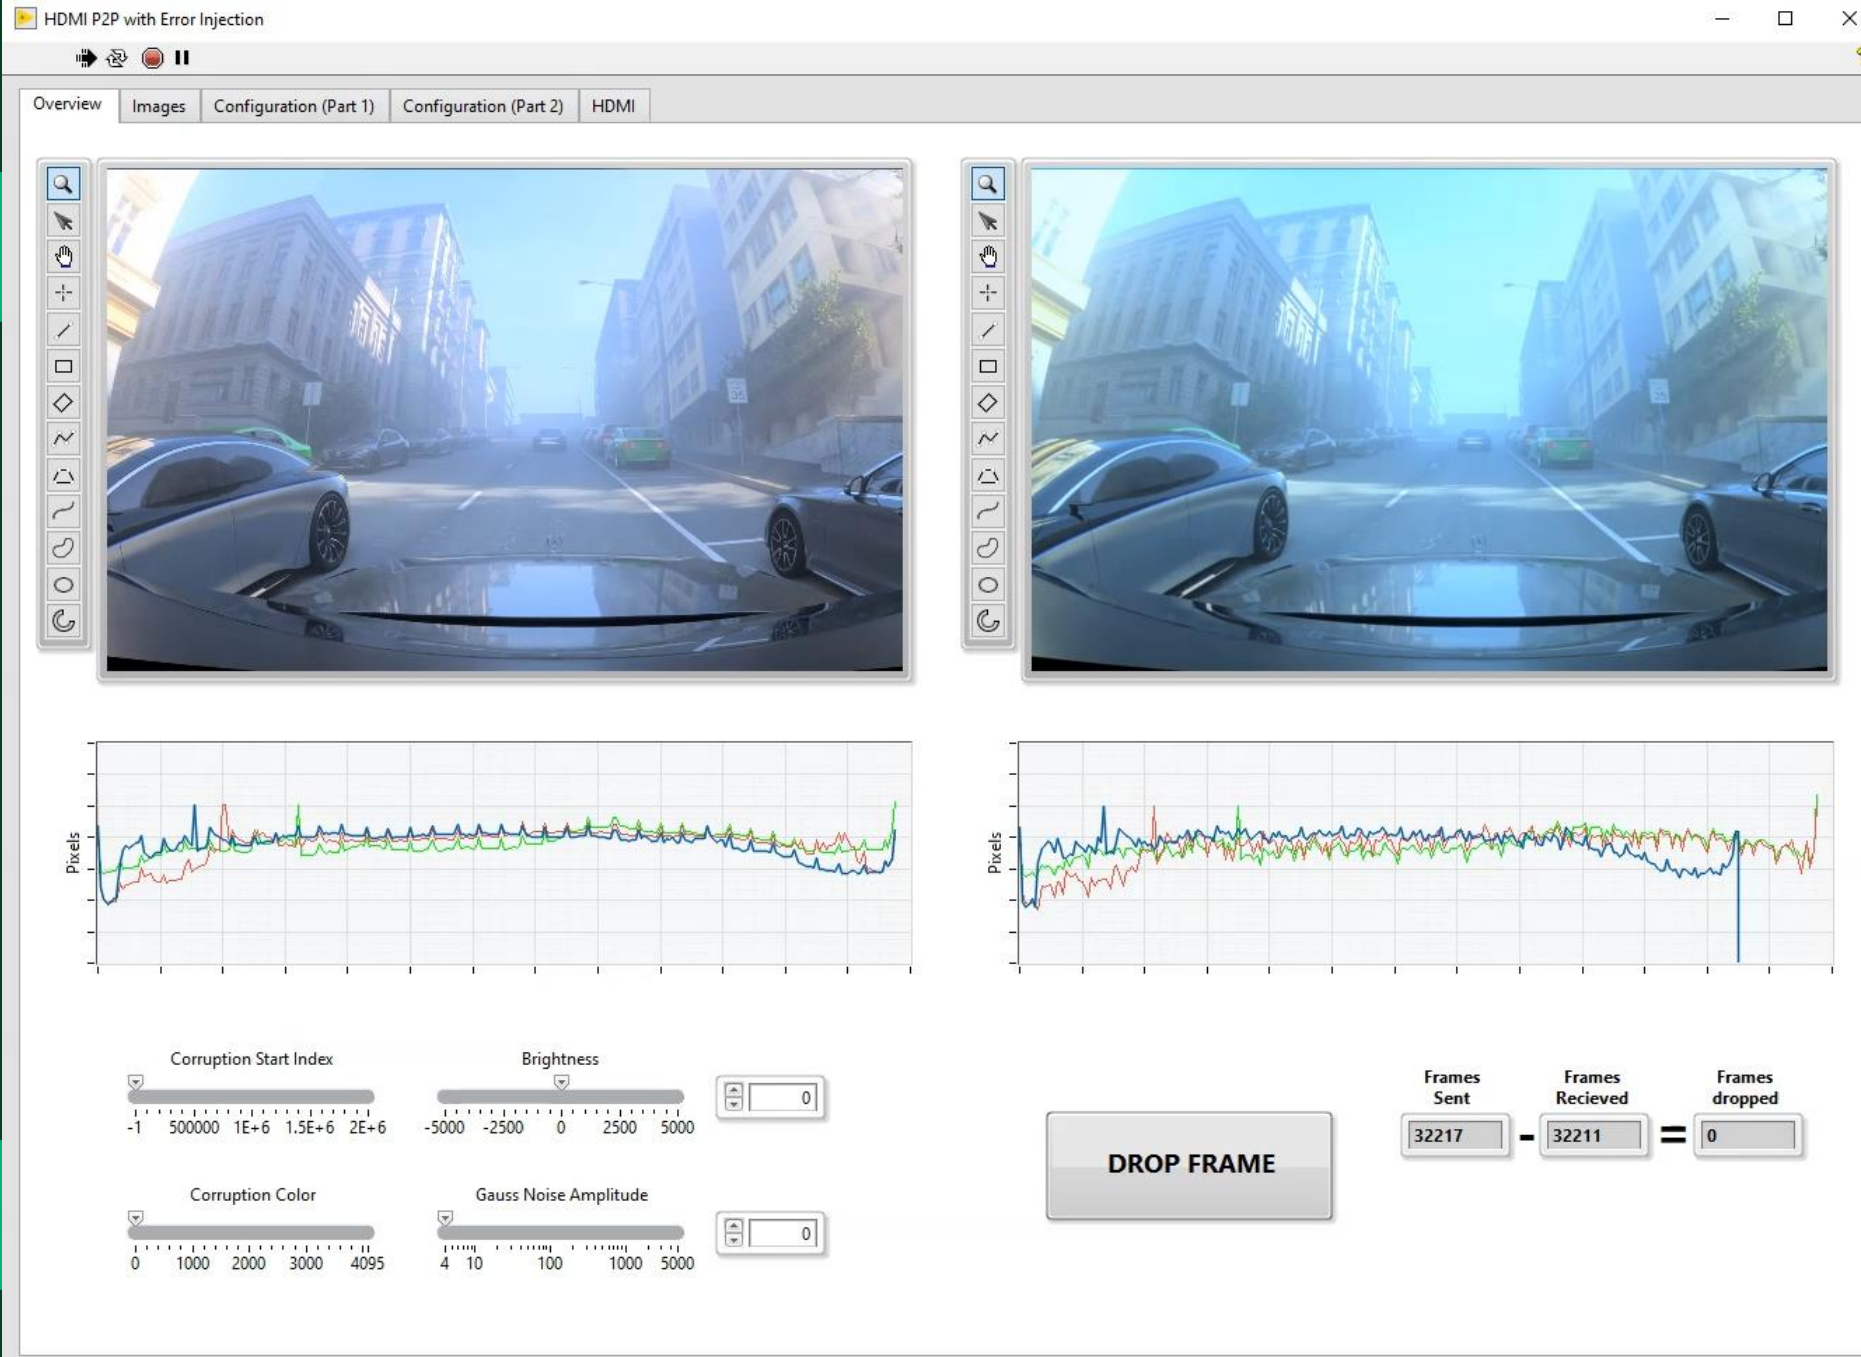 HDMI P2P with Error Injection
Overview
Images
Configuration (Part 1)
Configuration (Part 2)
HDMI
35
35
Pixels
Pixels
Corruption Start Index
-1 500000 1E+6 1.5E+6 2E+6
Brightness
-5000 -2500 0 2500 5000
0
Corruption Color
0 1000 2000 3000 4095
Gauss Noise Amplitude
4 10 100 1000 5000
0
DROP FRAME
Frames
Sent
32217
-
Frames
Recieved
32211
=
Frames
dropped
0